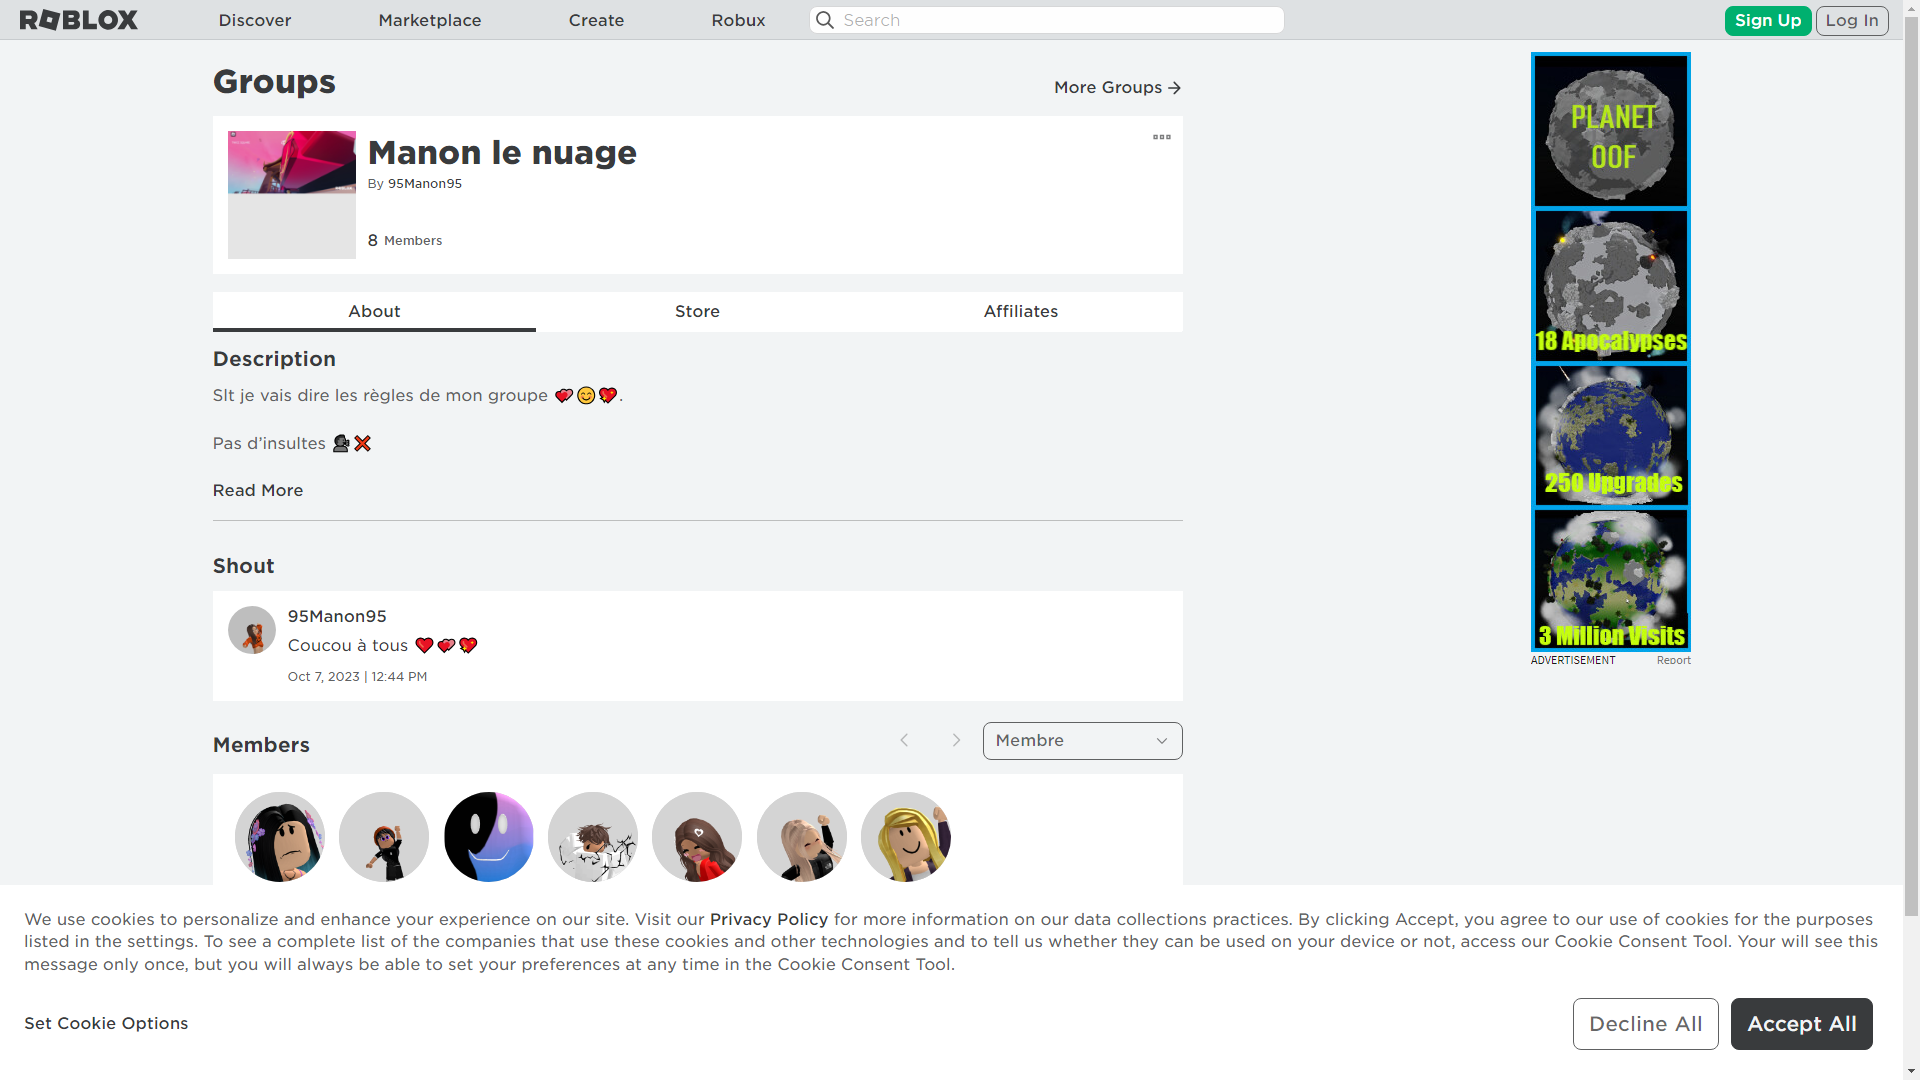 ROBLOX
Discover
Marketplace
Create
Robux
Search
Sign Up
Log In
Groups
More Groups
Manon le nuage
By 95Manon95
8 Members
About
Store
Affiliates
Description
Slt je vais dire les règles de mon groupe 💕😊💖.
Pas d’insultes 🗣❌
Read More
Shout
95Manon95
Coucou à tous ❤💕💖
Oct 7, 2023 | 12:44 PM
Members
Membre
PLANET
OOF
18 Apocalypses
250 Upgrades
3 Million Visits
ADVERTISEMENT
Report
We use cookies to personalize and enhance your experience on our site. Visit our Privacy Policy for more information on our data collections practices. By clicking Accept, you agree to our use of cookies for the purposes
listed in the settings. To see a complete list of the companies that use these cookies and other technologies and to tell us whether they can be used on your device or not, access our Cookie Consent Tool. Your will see this
message only once, but you will always be able to set your preferences at any time in the Cookie Consent Tool.
Set Cookie Options
Decline All
Accept All